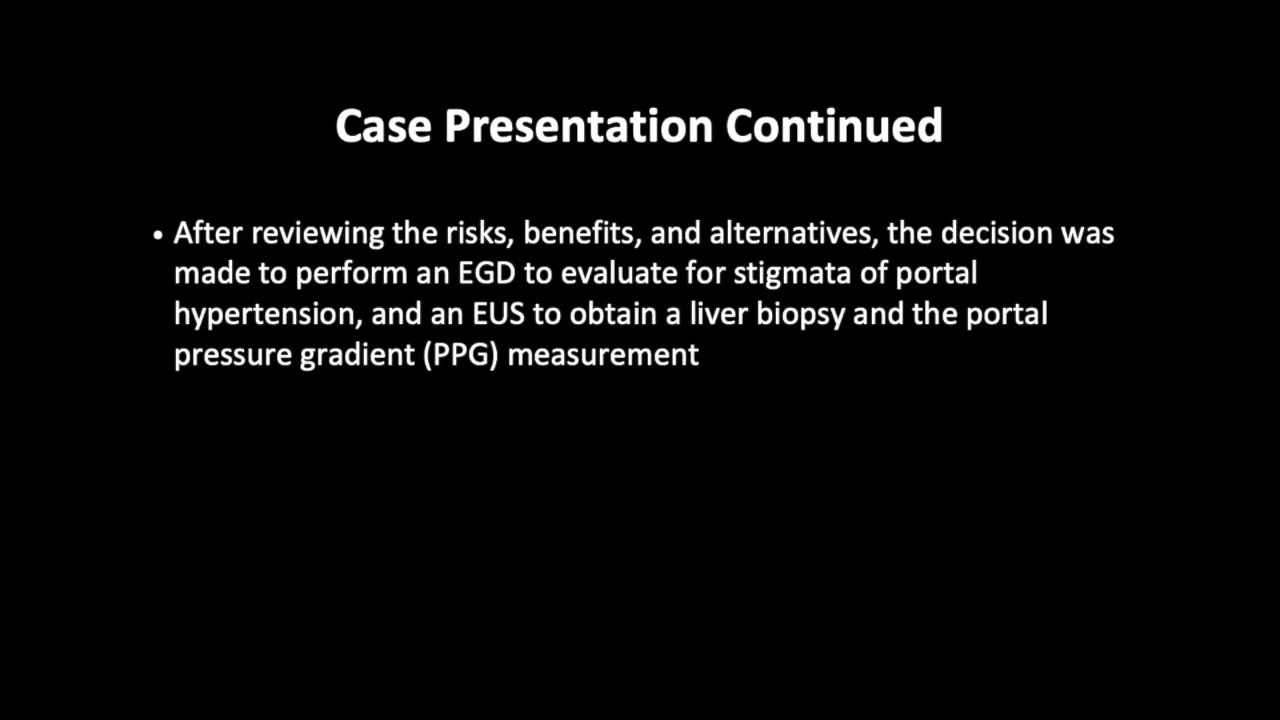 Case Presentation Continued
• After reviewing the risks, benefits, and alternatives, the decision was
made to perform an EGD to evaluate for stigmata of portal
hypertension, and an EUS to obtain a liver biopsy and the portal
pressure gradient (PPG) measurement